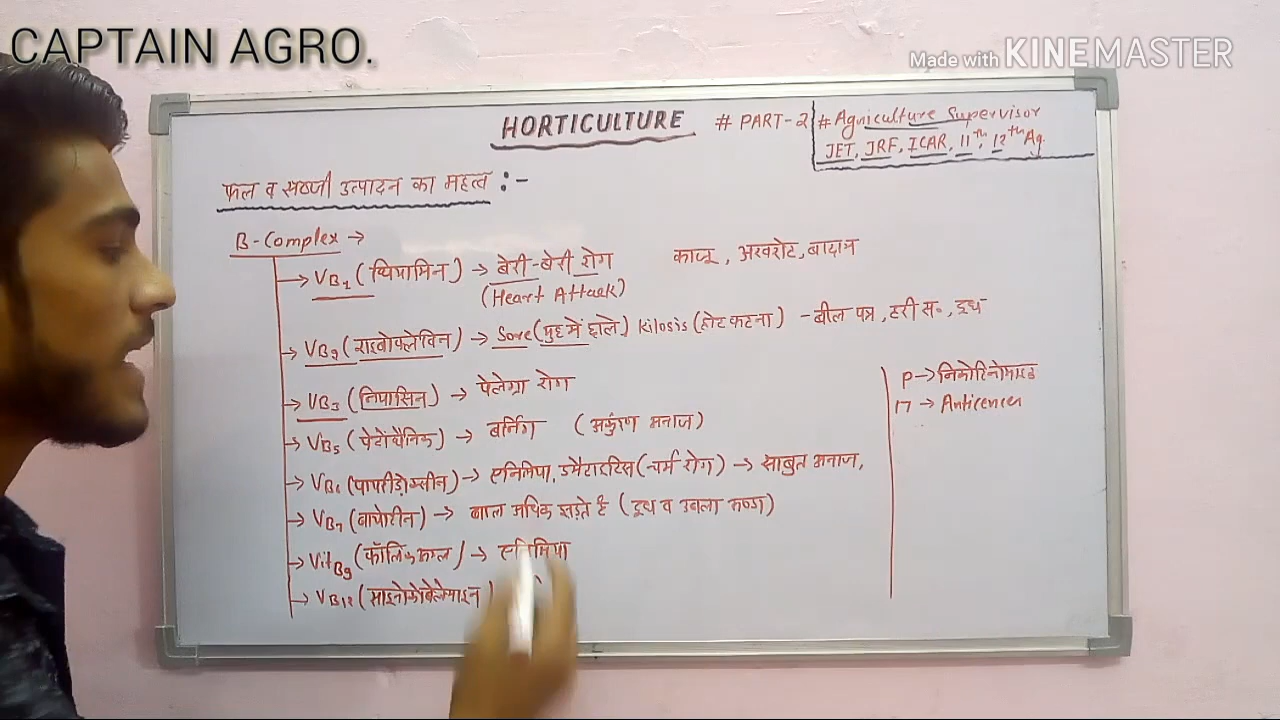 CAPTAIN AGRO.
Made with KINEMASTER
HORTICULTURE # PART-2
# Agriculture Supervisor
JET, JRF, ICAR, 11th, 12th Ag.
फल व सब्जी उत्पादन का महत्व :-
B-Complex →
→ VB1 (थियामिन) → बेरी-बेरी रोग काजू, अखरोट, बादाम
(Heart Attack)
→ VB2 (राइबोफ्लेविन) → Sore (मुह में छाले) Kilosis (होट कटना) - बील पत्र, हरी स॰, दूध
→ VB3 (नियासिन) → पेलेग्रा रोग
→ VB5 (पेंटोथैनिक) → बर्निग (अकुंरण अनाज)
→ VB6 (पायरीडोक्सीन) → एनिमिया, डर्मेटाइटिस (चर्म रोग) → साबुत अनाज,
→ VB7 (बायोटीन) → बाल अधिक झड़ते है (दूध व उबला अण्डा)
→ VitB9 (फॉलिक अम्ल) → एनिमिया
→ VB12 (साइनोकोबेलेमाइन)
P →
17 → Anticencer